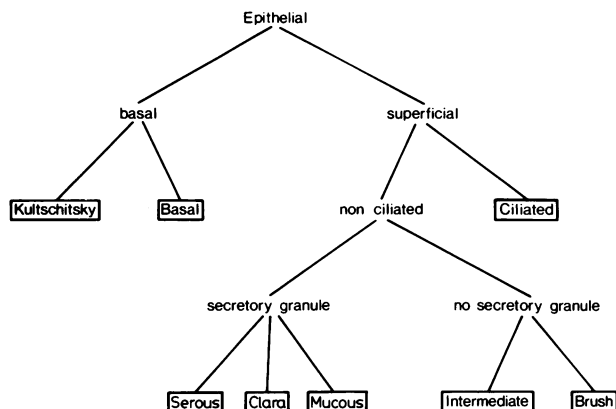 Epithelial
basal superficial
Kultschitsky Basal non ciliated Ciliated
secretory granule no secretory granule
Serous Clara Mucous Intermediate Brush